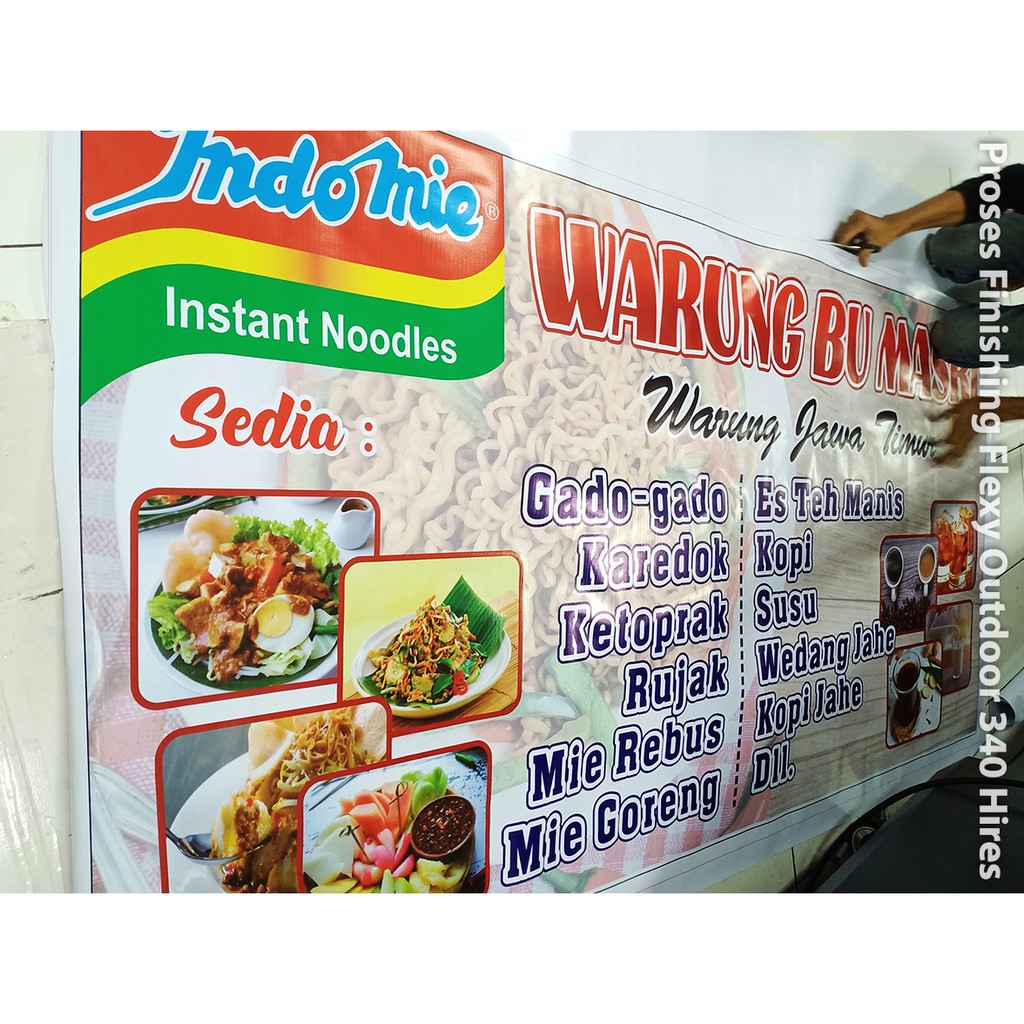 Indomie®
Instant Noodles
WARUNG BU
Warung Jawa Timur
Sedia :
Gado-gado
Karedok
Ketoprak
Rujak
Mie Rebus
Mie Goreng
Es Teh Manis
Kopi
Susu
Wedang Jahe
Kopi Jahe
Dll.
Proses Finishing Flexy Outdoor 340 Hires